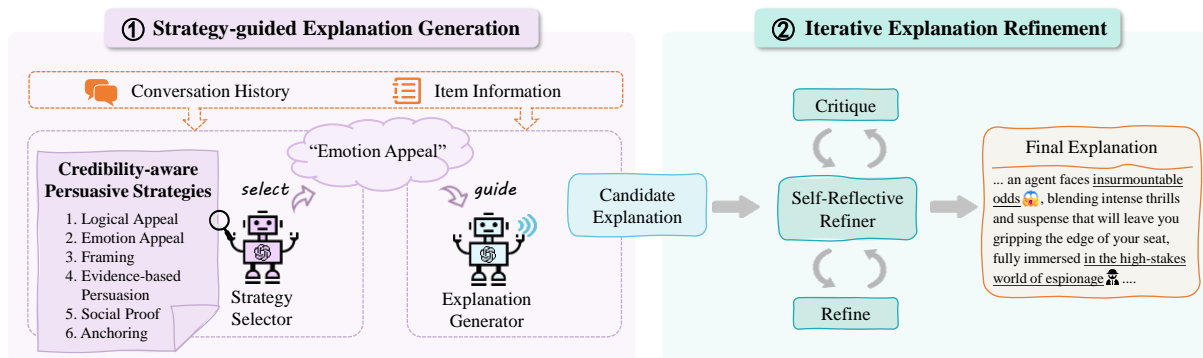 ① Strategy-guided Explanation Generation
Conversation History
Item Information
Credibility-aware
Persuasive Strategies
1. Logical Appeal
2. Emotion Appeal
3. Framing
4. Evidence-based
Persuasion
5. Social Proof
6. Anchoring
select
Strategy
Selector
“Emotion Appeal”
guide
Explanation
Generator
Candidate
Explanation
② Iterative Explanation Refinement
Critique
Self-Reflective
Refiner
Refine
Final Explanation
... an agent faces insurmountable
odds😱, blending intense thrills
and suspense that will leave you
gripping the edge of your seat,
fully immersed in the high-stakes
world of espionage🕵 ....